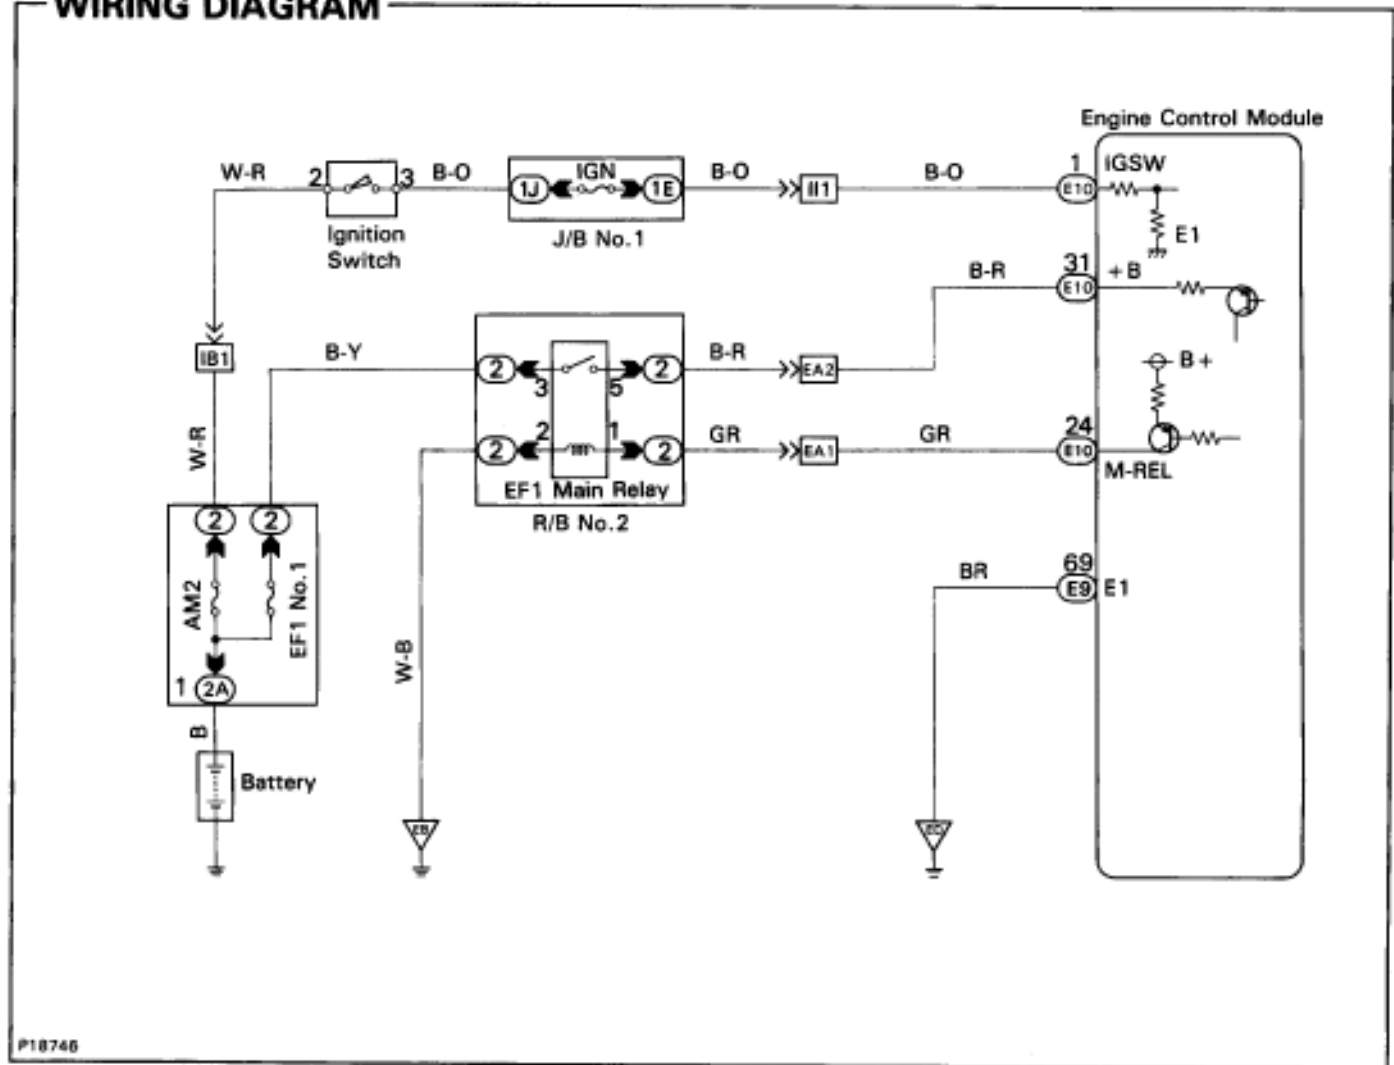 WIRING DIAGRAM
Engine Control Module
W-R 2 3 B-O 1J IGN 1E B-O II1 B-O 1 E10 IGSW
Ignition
Switch
J/B No.1
E1
B-R 31 E10 +B
IB1 B-Y 2 3 5 2 B-R EA2 B+
W-R 2 2 1 2 GR EA1 GR 24 E10
M-REL
EF1 Main Relay
R/B No.2
2 2
AM2 EF1 No.1
BR 69 E9 E1
W-B
1 2A
B
Battery
EB
P18746